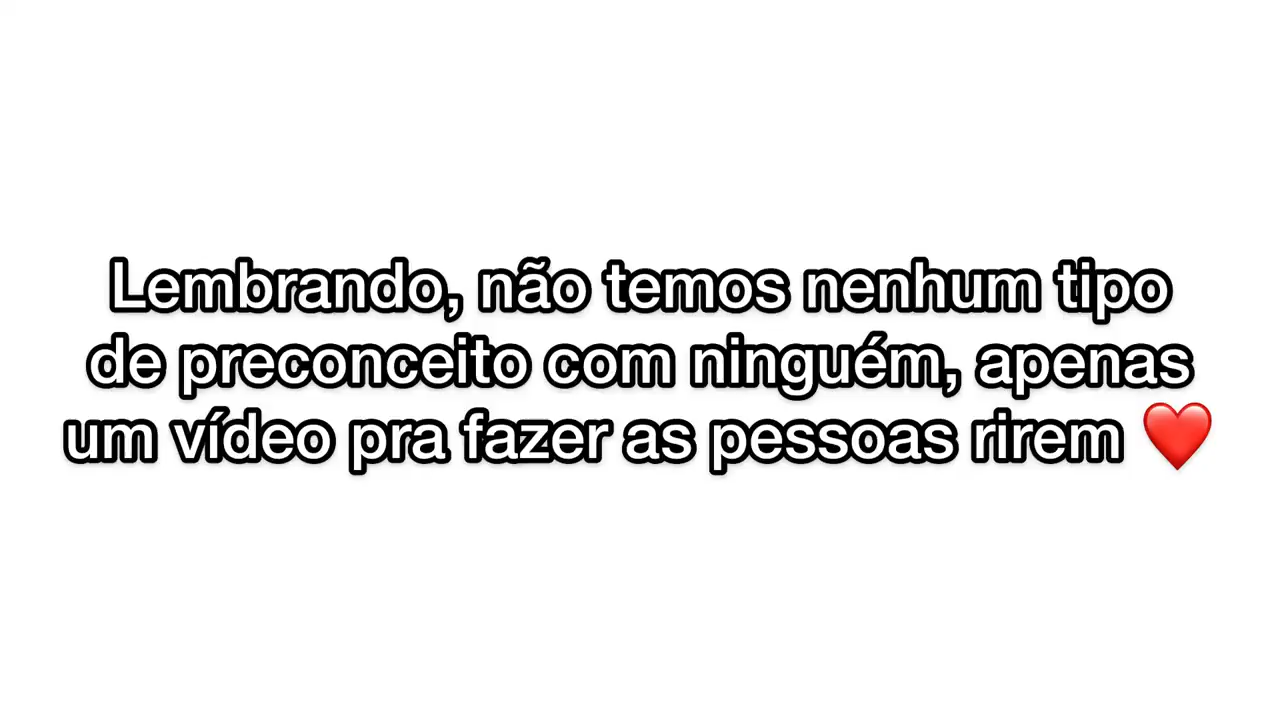 Lembrando, não temos nenhum tipo
de preconceito com ninguém, apenas
um vídeo pra fazer as pessoas rirem ❤️